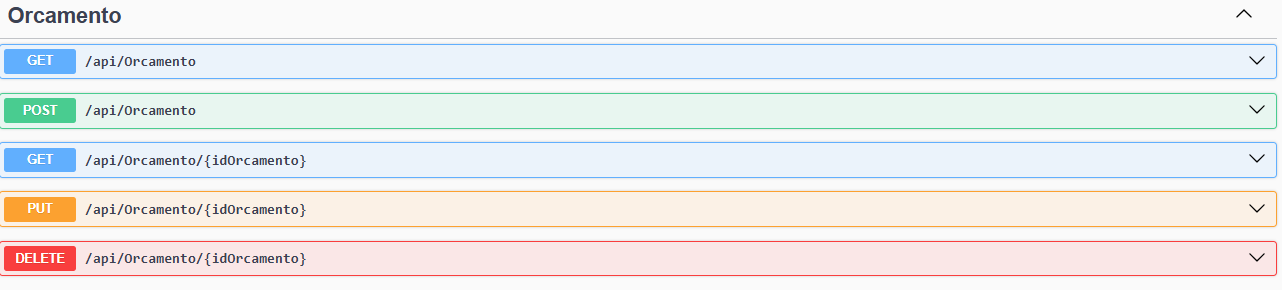 Orcamento
GET /api/Orcamento
POST /api/Orcamento
GET /api/Orcamento/{idOrcamento}
PUT /api/Orcamento/{idOrcamento}
DELETE /api/Orcamento/{idOrcamento}